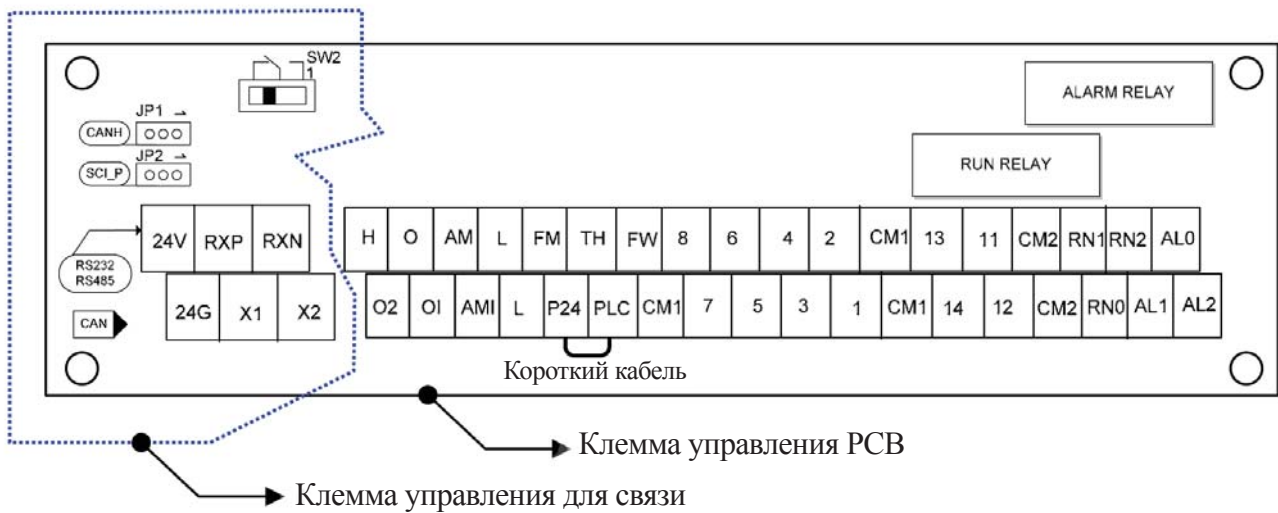 SW2
1
ALARM RELAY
JP1
CANH
JP2
SCI_P
RUN RELAY
24V RXP RXN H O AM L FM TH FW 8 6 4 2 CM1 13 11 CM2 RN1 RN2 AL0
RS232
RS485
24G X1 X2 O2 OI AMI L P24 PLC CM1 7 5 3 1 CM1 14 12 CM2 RN0 AL1 AL2
CAN
Короткий кабель
Клемма управления PCB
Клемма управления для связи